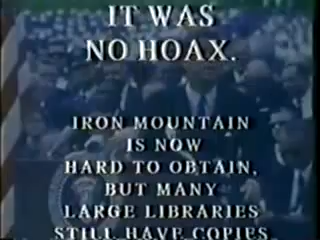 IT WAS
NO HOAX.
IRON MOUNTAIN
IS NOW
HARD TO OBTAIN,
BUT MANY
LARGE LIBRARIES
STILL HAVE COPIES